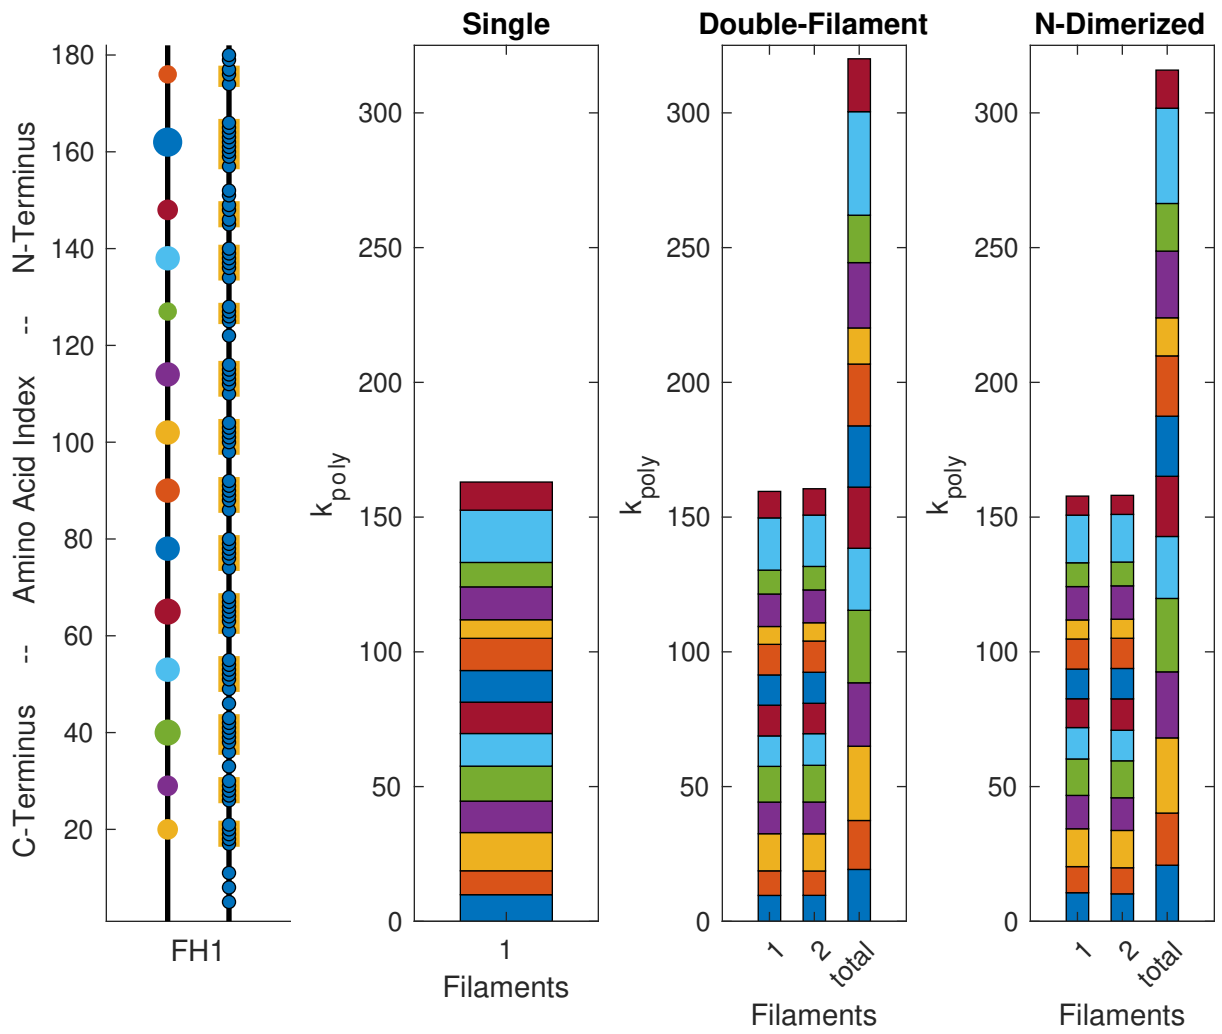 Single
Double-Filament
N-Dimerized
C-Terminus -- Amino Acid Index -- N-Terminus
180
160
140
120
100
80
60
40
20
FH1
k_poly
300
250
200
150
100
50
0
1
Filaments
k_poly
300
250
200
150
100
50
0
1
2
total
Filaments
k_poly
300
250
200
150
100
50
0
1
2
total
Filaments